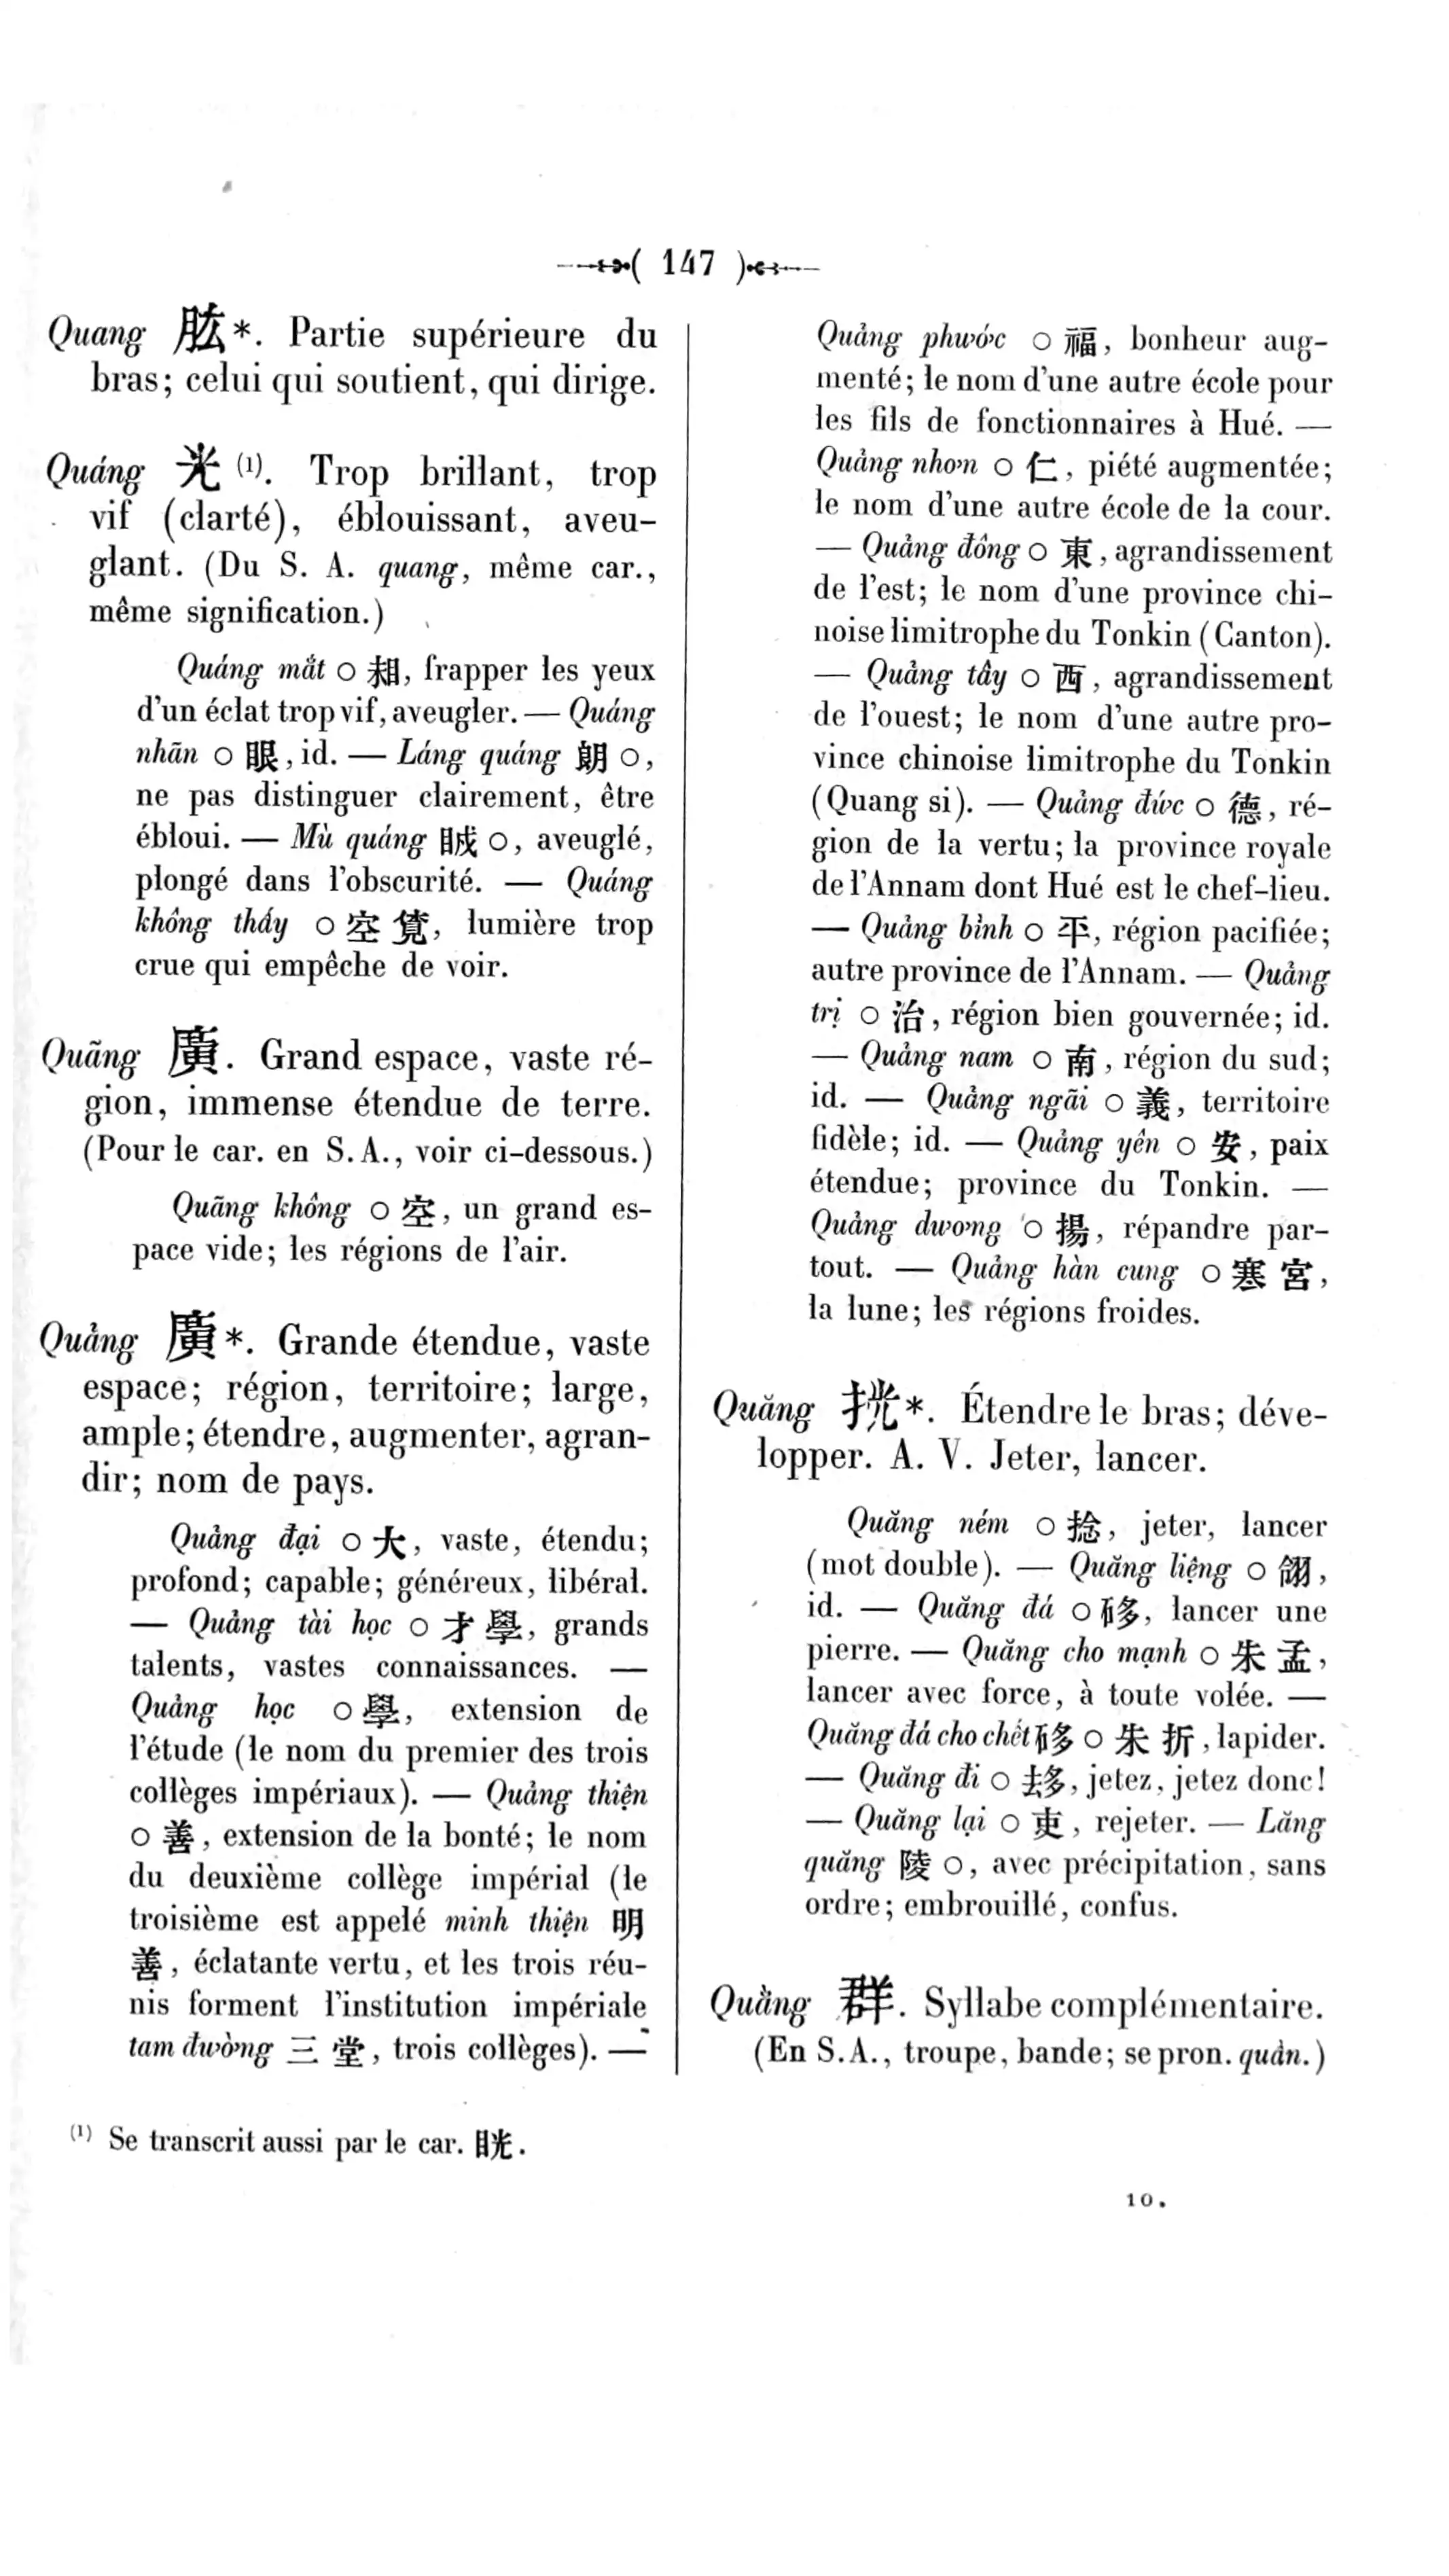 ( 147 )
Quang 肱 *. Partie supérieure du
bras; celui qui soutient, qui dirige.
Quáng 光 (1). Trop brillant, trop
vif (clarté), éblouissant, aveu-
glant. (Du S. A. quang, même car.,
même signification.)
Quáng mắt ○ 𬑉, frapper les yeux
d'un éclat trop vif, aveugler. — Quáng
nhãn ○ 眼, id. — Láng quáng 朗 ○,
ne pas distinguer clairement, être
ébloui. — Mù quáng ○, aveuglé,
plongé dans l'obscurité. — Quáng
không thấy ○ 空 覓, lumière trop
crue qui empêche de voir.
Quãng 廣. Grand espace, vaste ré-
gion, immense étendue de terre.
(Pour le car. en S. A., voir ci-dessous.)
Quãng không ○ 空, un grand es-
pace vide; les régions de l'air.
Quảng 廣 *. Grande étendue, vaste
espace; région, territoire; large,
ample; étendre, augmenter, agran-
dir; nom de pays.
Quảng đại ○ 大, vaste, étendu;
profond; capable; généreux, libéral.
— Quảng tài học ○ 才 學, grands
talents, vastes connaissances. —
Quảng học ○ 學, extension de
l'étude (le nom du premier des trois
collèges impériaux). — Quảng thiện
○ 善, extension de la bonté; le nom
du deuxième collège impérial (le
troisième est appelé minh thiện 明
善, éclatante vertu, et les trois réu-
nis forment l'institution impériale
tam đường 三 堂, trois collèges). —
(1) Se transcrit aussi par le car. 晄.
Quảng phước ○ 福, bonheur aug-
menté; le nom d'une autre école pour
les fils de fonctionnaires à Hué. —
Quảng nhơn ○ 仁, piété augmentée;
le nom d'une autre école de la cour.
— Quảng đông ○ 東, agrandissement
de l'est; le nom d'une province chi-
noise limitrophe du Tonkin (Canton).
— Quảng tây ○ 西, agrandissement
de l'ouest; le nom d'une autre pro-
vince chinoise limitrophe du Tonkin
(Quang si). — Quảng đức ○ 德, ré-
gion de la vertu; la province royale
de l'Annam dont Hué est le chef-lieu.
— Quảng bình ○ 平, région pacifiée;
autre province de l'Annam. — Quảng
trị ○ 治, région bien gouvernée; id.
— Quảng nam ○ 南, région du sud;
id. — Quảng ngãi ○ 義, territoire
fidèle; id. — Quảng yên ○ 安, paix
étendue; province du Tonkin. —
Quảng dương ○ 揚, répandre par-
tout. — Quảng hàn cung ○ 寒 宮,
la lune; les régions froides.
Quăng 挄 *. Étendre le bras; déve-
lopper. A. V. Jeter, lancer.
Quăng ném ○ 捻, jeter, lancer
(mot double). — Quăng liệng ○ 翎,
id. — Quăng đá ○ 𥒥, lancer une
pierre. — Quăng cho mạnh ○ 朱 孟,
lancer avec force, à toute volée. —
Quăng đá cho chết 𥒥 ○ 朱 折, lapider.
— Quăng đi ○ 𠫾, jetez, jetez donc!
— Quăng lại ○ 吏, rejeter. — Lăng
quăng 陵 ○, avec précipitation, sans
ordre; embrouillé, confus.
Quằng 群. Syllabe complémentaire.
(En S. A., troupe, bande; se pron. quàn.)
10.